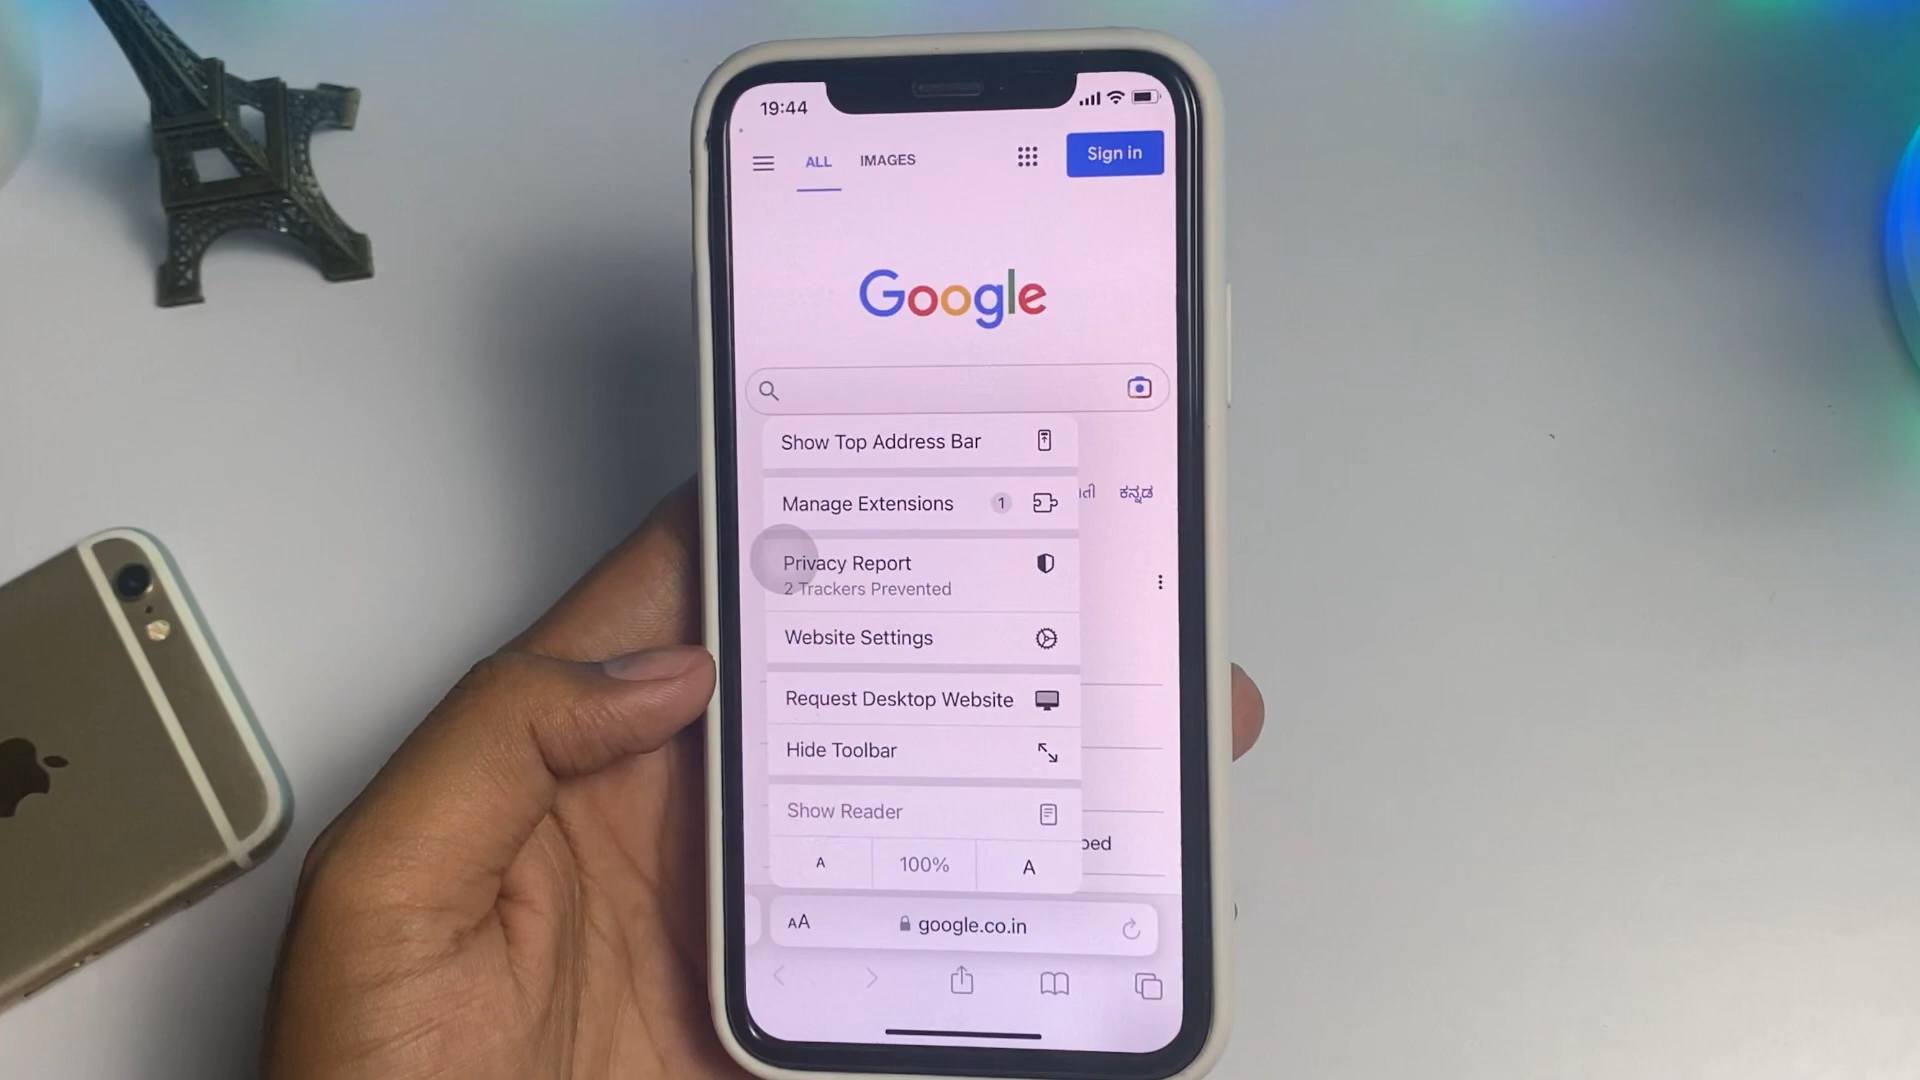 19:44
ALL IMAGES Sign in
Google
Show Top Address Bar
Manage Extensions 1
ಕನ್ನಡ
Privacy Report
2 Trackers Prevented
Website Settings
Request Desktop Website
Hide Toolbar
Show Reader
A 100% A
AA google.co.in